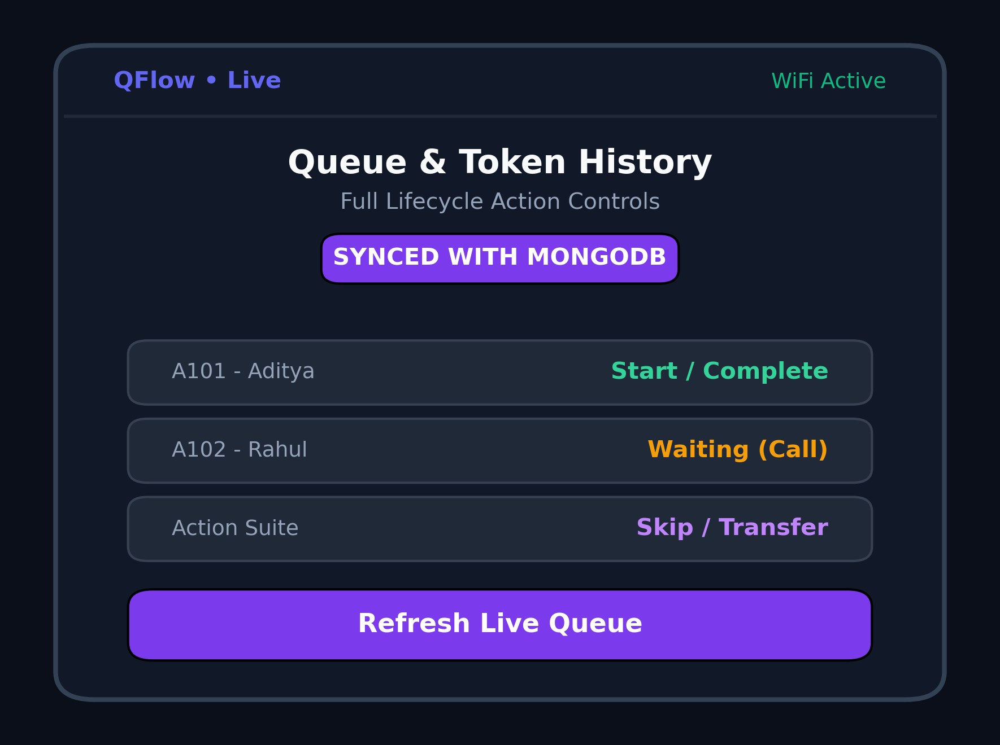 QFlow • Live
WiFi Active
Queue & Token History
Full Lifecycle Action Controls
SYNCED WITH MONGODB
A101 - Aditya
Start / Complete
A102 - Rahul
Waiting (Call)
Action Suite
Skip / Transfer
Refresh Live Queue